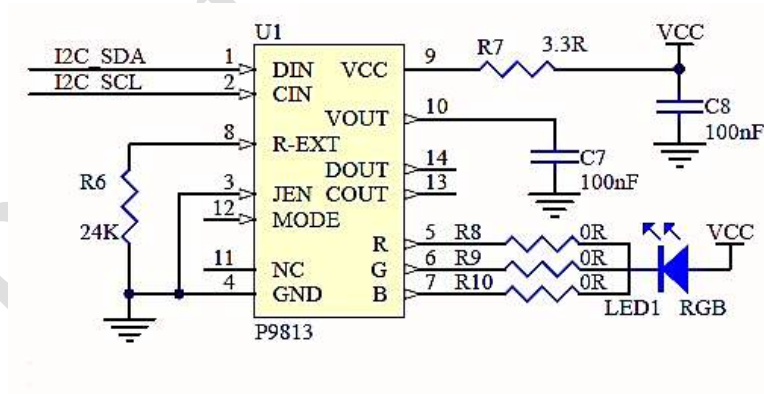 U1
VCC
I2C_SDA 1 DIN VCC 9 R7 3.3R
I2C_SCL 2 CIN
VOUT 10
C8
100nF
8 R-EXT
DOUT 14
C7
100nF
R6
24K
3 JEN COUT 13
12 MODE
R 5 R8 0R
VCC
G 6 R9 0R
11 NC
4 GND B 7 R10 0R
LED1 RGB
P9813